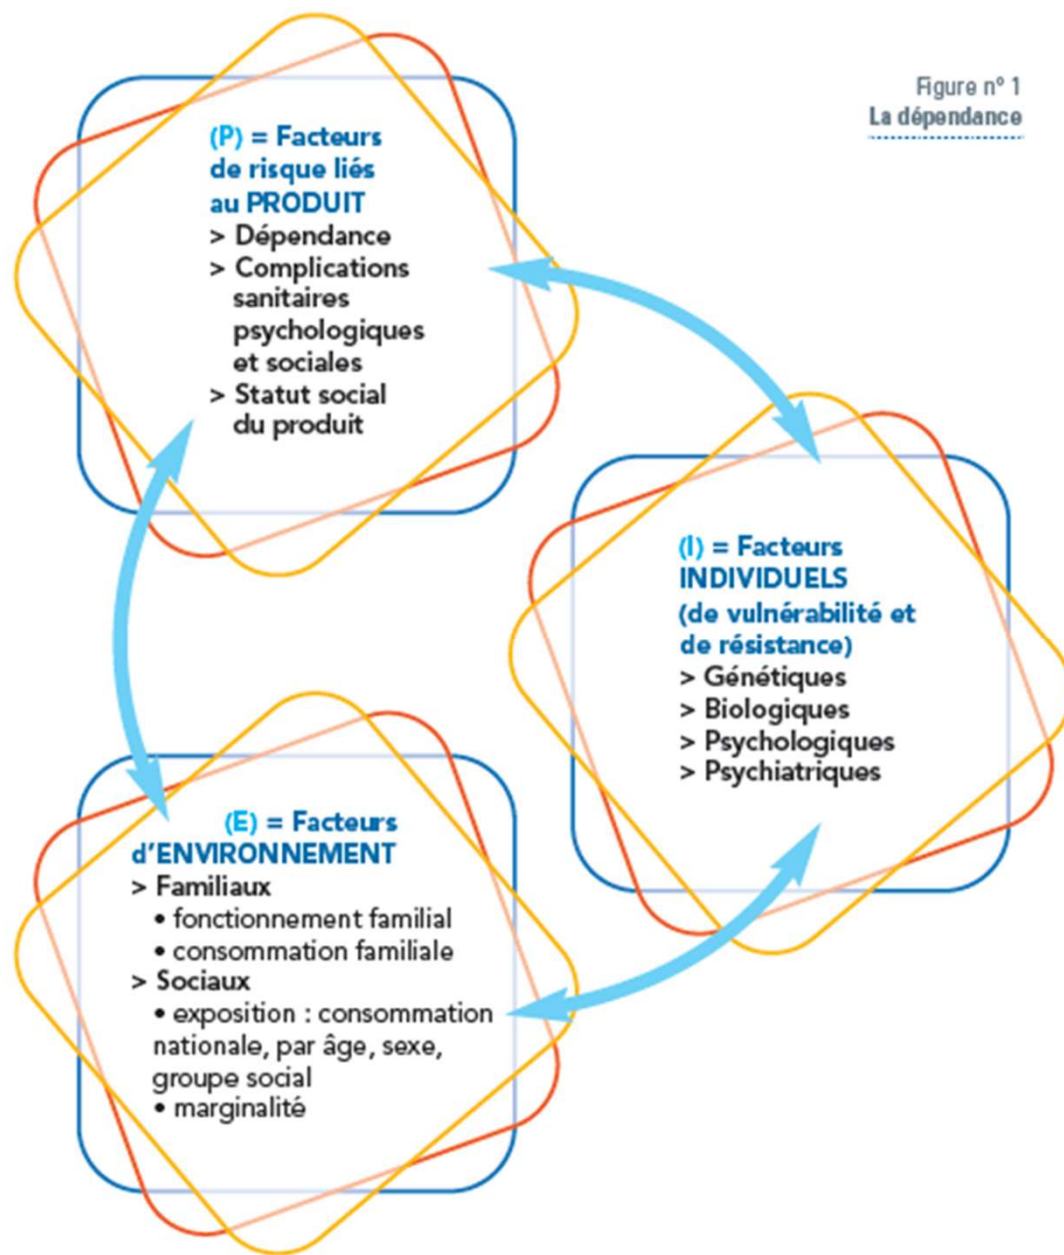 Figure nº 1
La dépendance
(P) = Facteurs
de risque liés
au PRODUIT
> Dépendance
> Complications
sanitaires
psychologiques
et sociales
> Statut social
du produit
(I) = Facteurs
INDIVIDUELS
(de vulnérabilité et
de résistance)
> Génétiques
> Biologiques
> Psychologiques
> Psychiatriques
(E) = Facteurs
d’ENVIRONNEMENT
> Familiaux
• fonctionnement familial
• consommation familiale
> Sociaux
• exposition : consommation
nationale, par âge, sexe,
groupe social
• marginalité